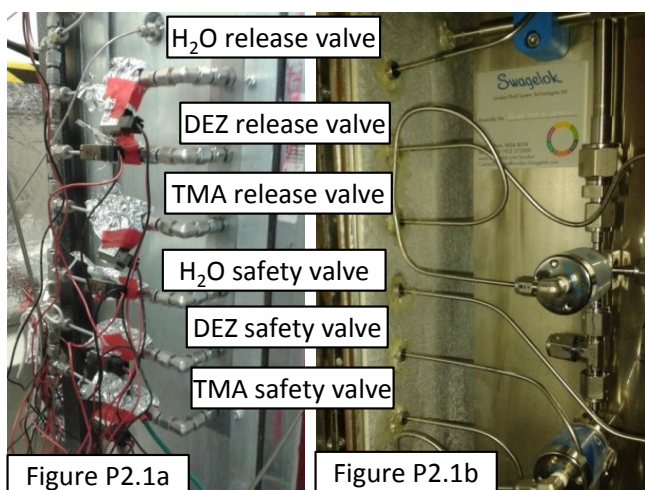 H₂O release valve
Swagelok
DEZ release valve
TMA release valve
H₂O safety valve
DEZ safety valve
TMA safety valve
Figure P2.1a
Figure P2.1b